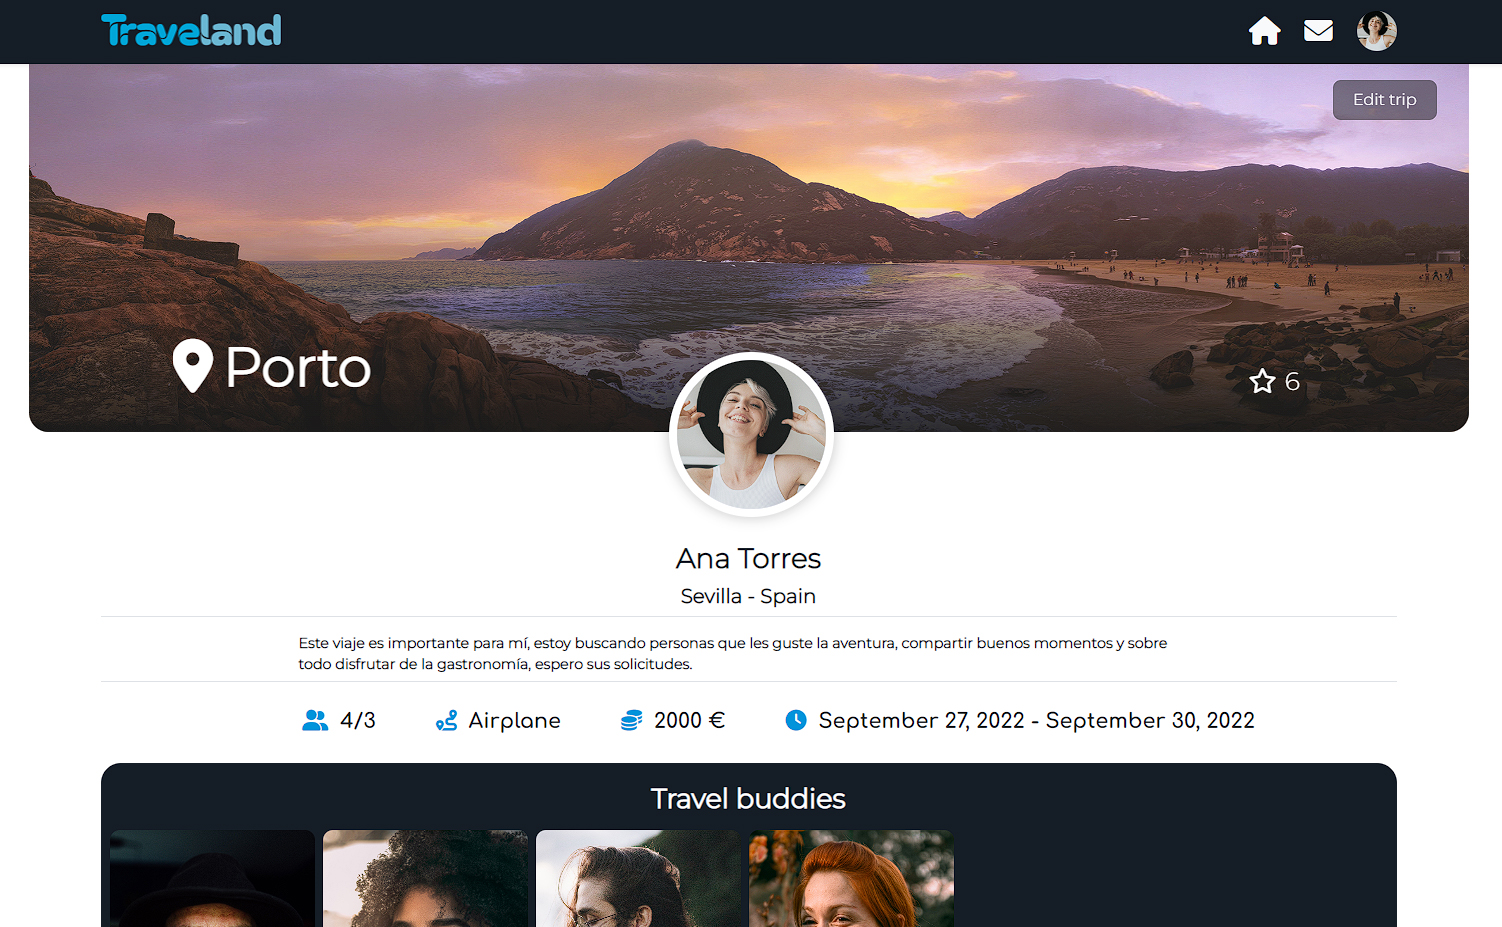 Traveland
Edit trip
Porto
6
Ana Torres
Sevilla - Spain
Este viaje es importante para mí, estoy buscando personas que les guste la aventura, compartir buenos momentos y sobre
todo disfrutar de la gastronomía, espero sus solicitudes.
4/3 Airplane 2000 € September 27, 2022 - September 30, 2022
Travel buddies